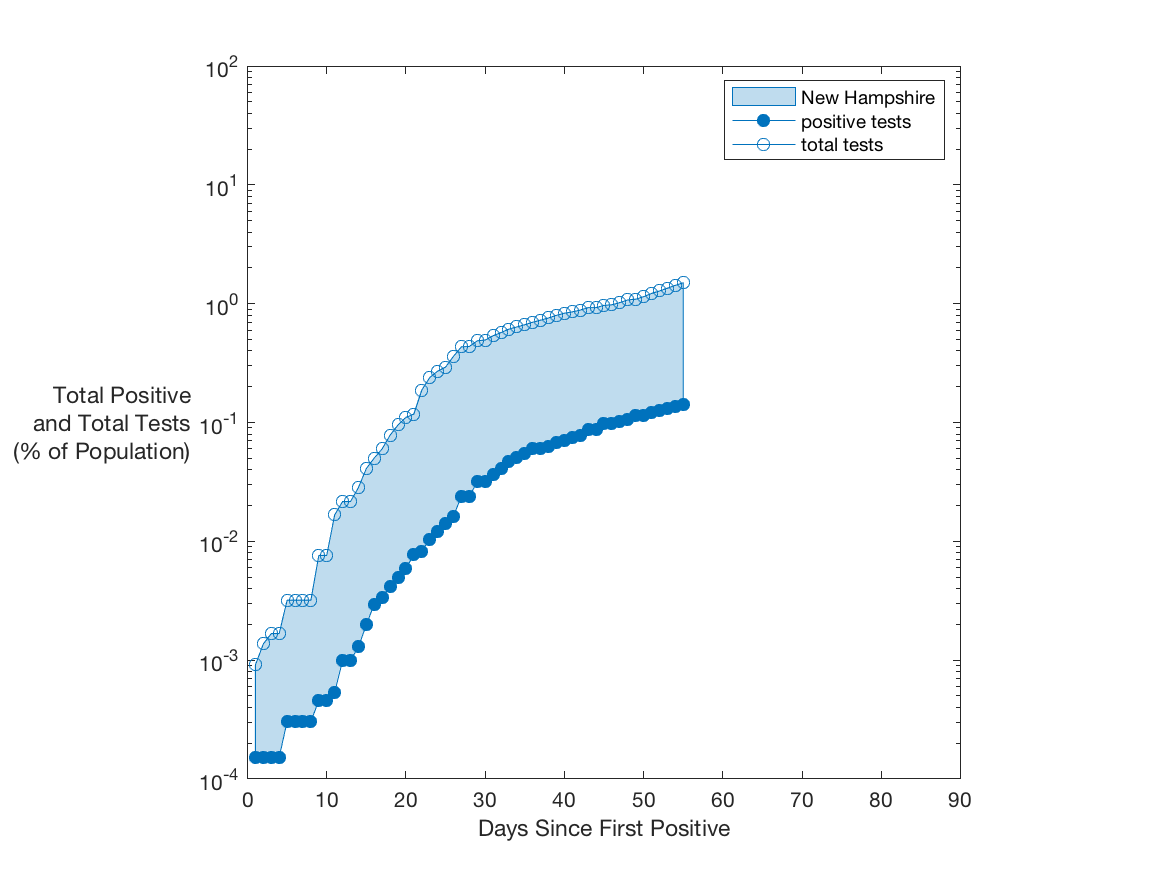 10^2
10^1
10^0
10^-1
10^-2
10^-3
10^-4
Total Positive
and Total Tests
(% of Population)
New Hampshire
positive tests
total tests
0 10 20 30 40 50 60 70 80 90
Days Since First Positive